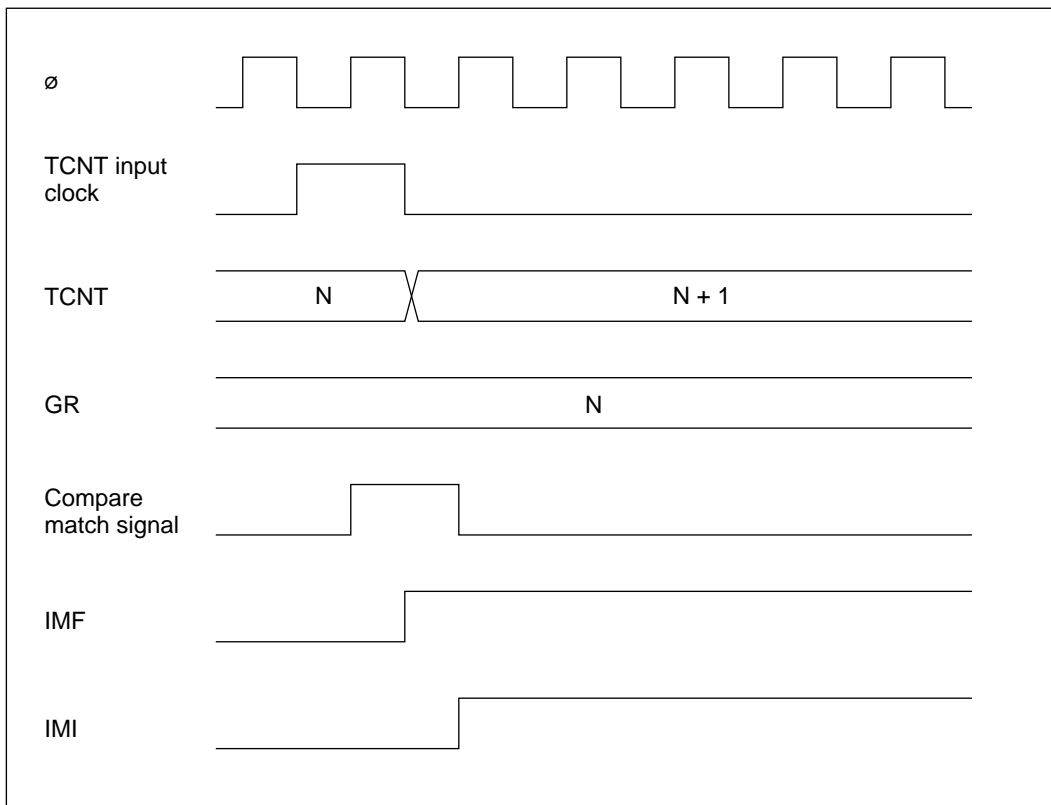 ø
TCNT input
clock
TCNT
N
N + 1
GR
N
Compare
match signal
IMF
IMI